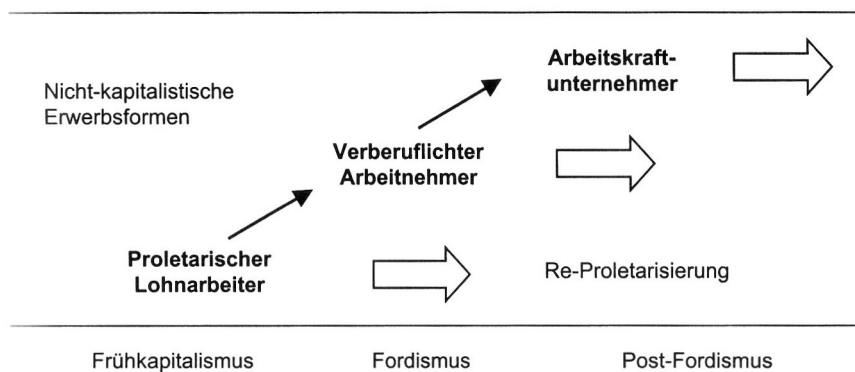 Arbeitskraft-
unternehmer
Nicht-kapitalistische
Erwerbsformen
Verberuflichter
Arbeitnehmer
Proletarischer
Lohnarbeiter
Re-Proletarisierung
Frühkapitalismus
Fordismus
Post-Fordismus